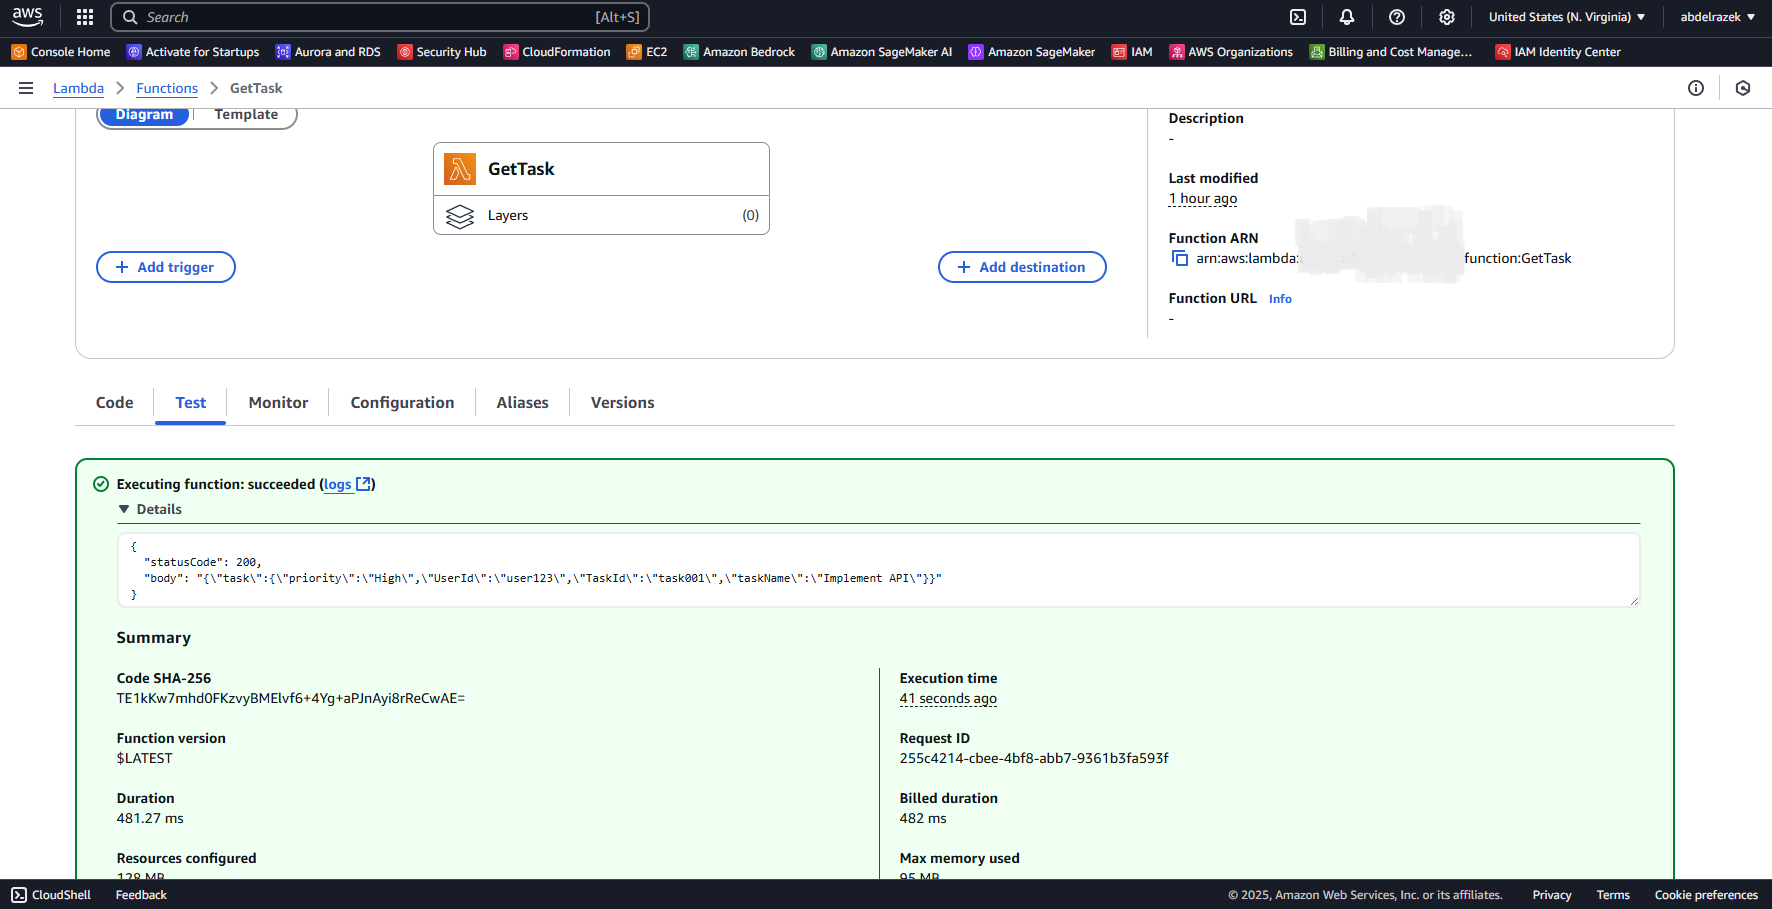 aws
Search [Alt+S]
United States (N. Virginia) ▼ abdelrazek ▼
Console Home Activate for Startups Aurora and RDS Security Hub CloudFormation EC2 Amazon Bedrock Amazon SageMaker AI Amazon SageMaker IAM AWS Organizations Billing and Cost Manage... IAM Identity Center
Lambda > Functions > GetTask
Diagram Template
GetTask
Layers (0)
+ Add trigger
+ Add destination
Description
-
Last modified
1 hour ago
Function ARN
arn:aws:lambda: function:GetTask
Function URL Info
-
Code Test Monitor Configuration Aliases Versions
Executing function: succeeded (logs)
▼ Details
{
"statusCode": 200,
"body": "{\"task\":{\"priority\":\"High\",\"UserId\":\"user123\",\"TaskId\":\"task001\",\"taskName\":\"Implement API\"}}"
}
Summary
Code SHA-256
TE1kKw7mhd0FKzvyBMElvf6+4Yg+aPJnAyi8rReCwAE=
Execution time
41 seconds ago
Function version
$LATEST
Request ID
255c4214-cbee-4bf8-abb7-9361b3fa593f
Duration
481.27 ms
Billed duration
482 ms
Resources configured
128 MB
Max memory used
95 MB
CloudShell Feedback © 2025, Amazon Web Services, Inc. or its affiliates. Privacy Terms Cookie preferences